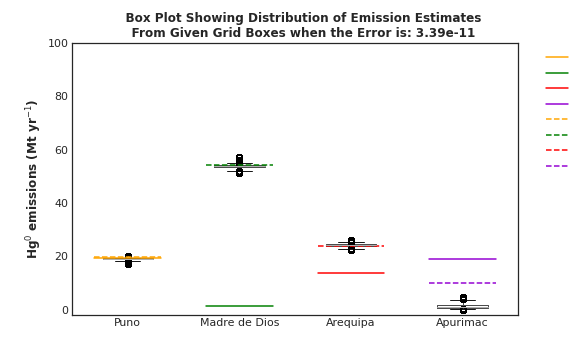 Box Plot Showing Distribution of Emission Estimates
From Given Grid Boxes when the Error is: 3.39e-11
Hg⁰ emissions (Mt yr⁻¹)
100
80
60
40
20
0
Puno Madre de Dios Arequipa Apurimac